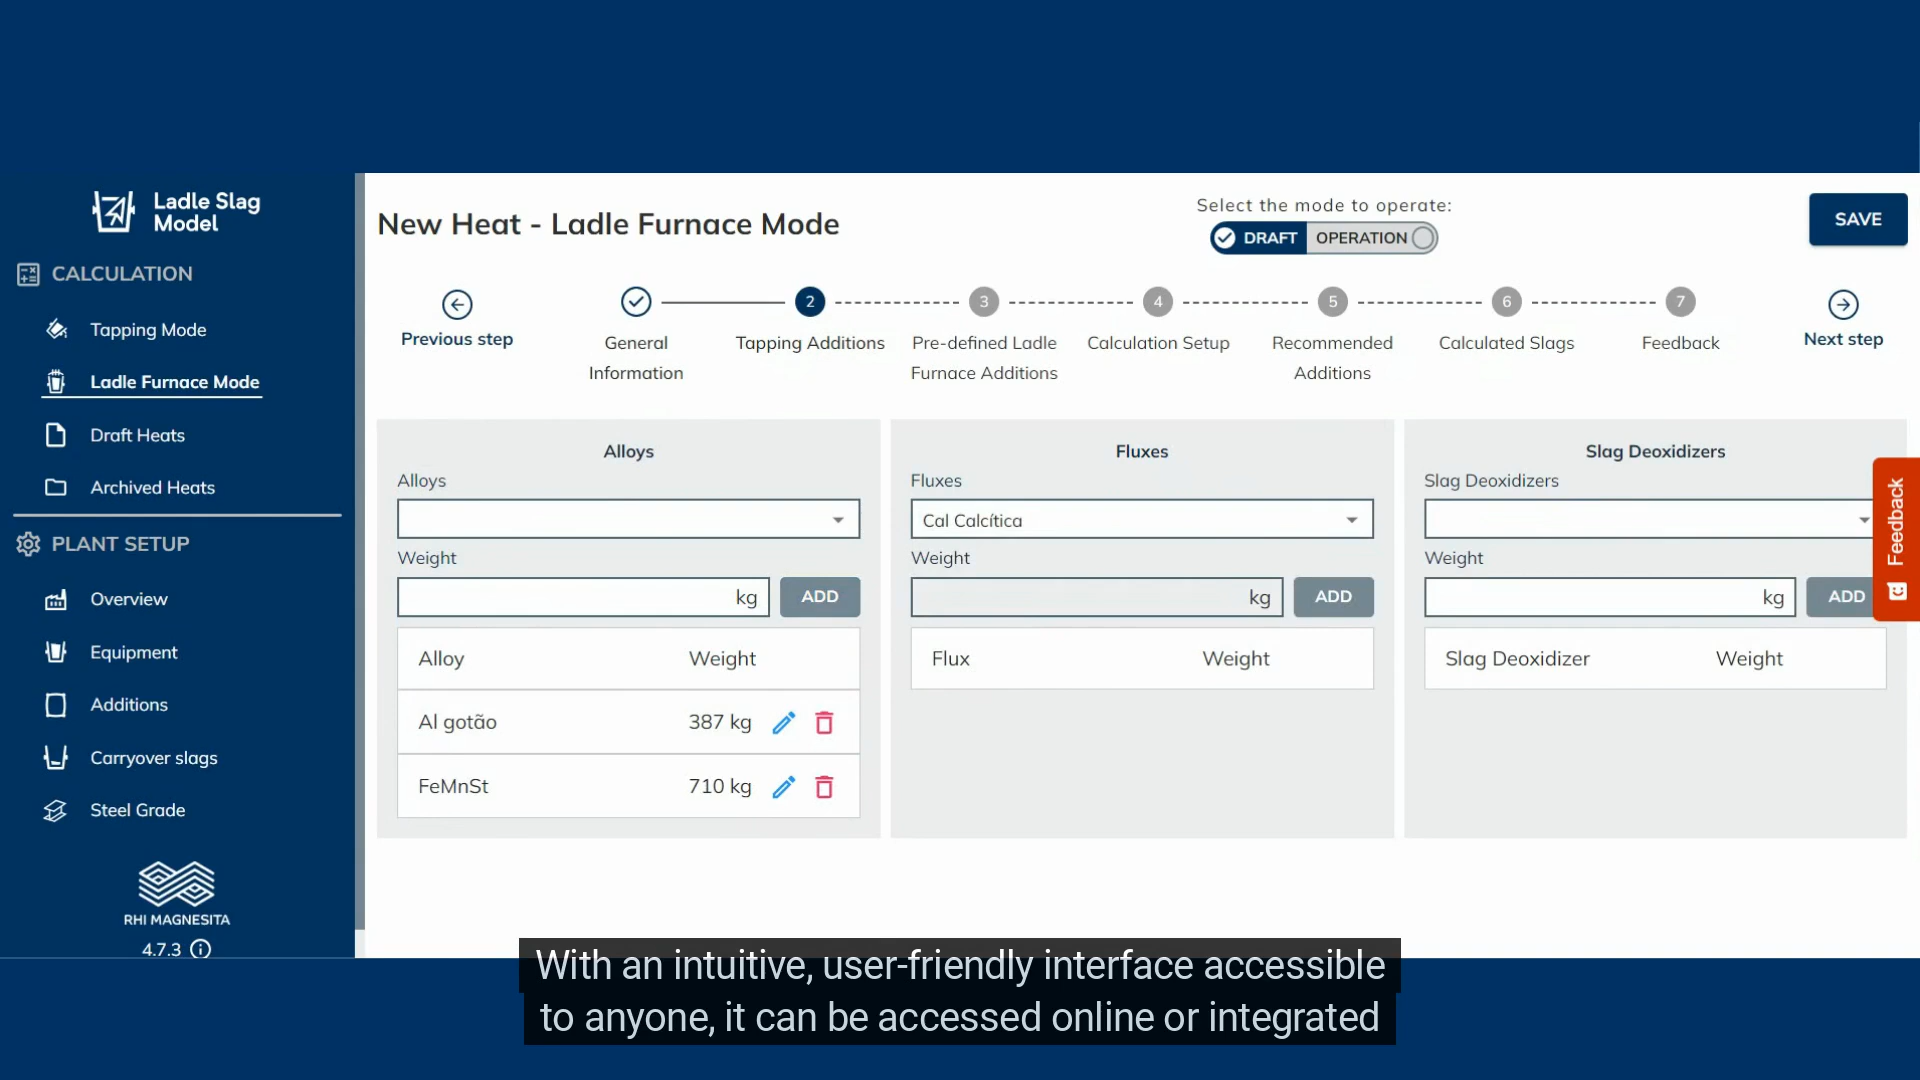 Ladle Slag
Model
CALCULATION
Tapping Mode
Ladle Furnace Mode
Draft Heats
Archived Heats
PLANT SETUP
Overview
Equipment
Additions
Carryover slags
Steel Grade
RHI MAGNESITA
4.7.3
New Heat - Ladle Furnace Mode
Select the mode to operate:
DRAFT OPERATION
SAVE
Previous step
General
Information
2
Tapping Additions
3
Pre-defined Ladle
Furnace Additions
4
Calculation Setup
5
Recommended
Additions
6
Calculated Slags
7
Feedback
Next step
Alloys
Alloys
Weight
kg ADD
Alloy Weight
Al gotão 387 kg
FeMnSt 710 kg
Fluxes
Fluxes
Cal Calcítica
Weight
kg ADD
Flux Weight
Slag Deoxidizers
Slag Deoxidizers
Weight
kg ADD
Slag Deoxidizer Weight
Feedback
With an intuitive, user-friendly interface accessible
to anyone, it can be accessed online or integrated